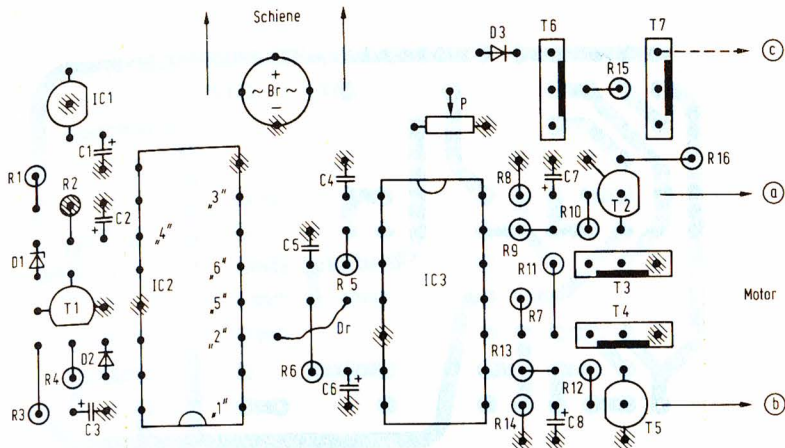 Schiene
D3
T6
T7
c
+
~ Br ~
−
R15
IC1
P
C1 +
R16
R1
R2
„3“
C4
R8
C7
+
a
T2
C2
+
„4“
R10
C5
R9
D1
IC2
„6“
R5
IC3
R11
T3
T1
„5“
Motor
Dr
R7
T4
„2“
D2
R13
R4
R6
C6
+
R12
b
R3
„1“
+
C3
R14
C8
+
T5